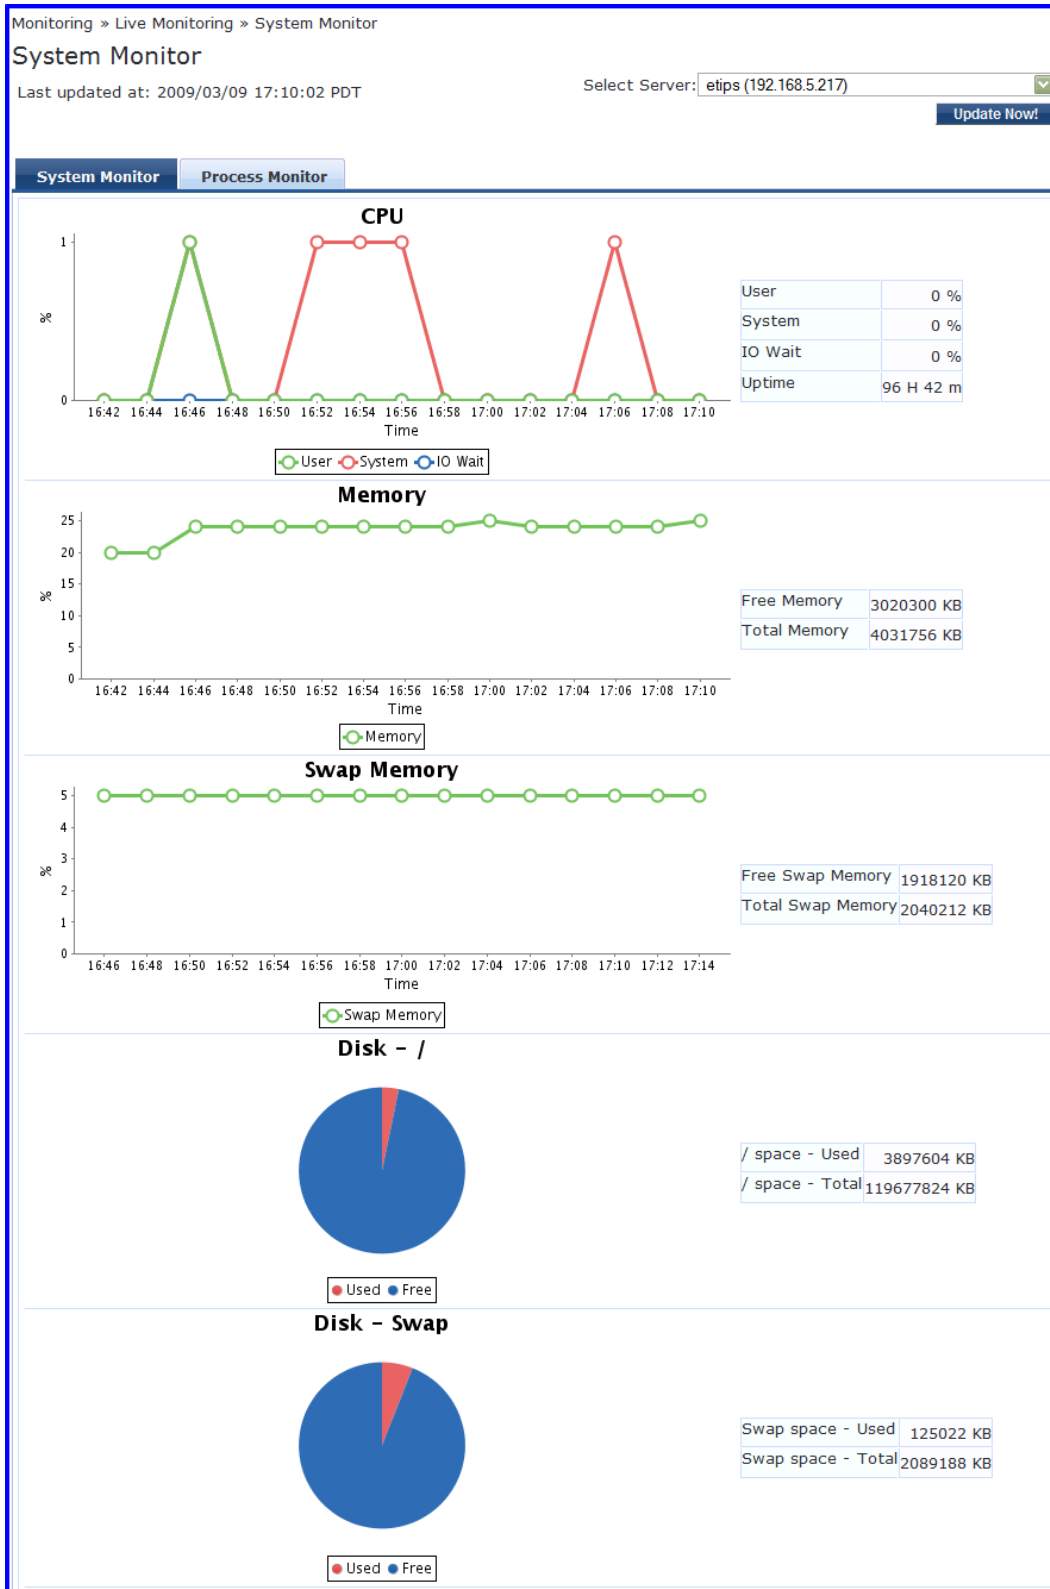 Monitoring » Live Monitoring » System Monitor
System Monitor
Last updated at: 2009/03/09 17:10:02 PDT
Select Server: etips (192.168.5.217)
Update Now!
System Monitor Process Monitor
CPU
1
%
0
16:42 16:44 16:46 16:48 16:50 16:52 16:54 16:56 16:58 17:00 17:02 17:04 17:06 17:08 17:10
Time
User System IO Wait
User 0 %
System 0 %
IO Wait 0 %
Uptime 96 H 42 m
Memory
25
20
15
%
10
5
0
16:42 16:44 16:46 16:48 16:50 16:52 16:54 16:56 16:58 17:00 17:02 17:04 17:06 17:08 17:10
Time
Memory
Free Memory 3020300 KB
Total Memory 4031756 KB
Swap Memory
5
4
3
%
2
1
0
16:46 16:48 16:50 16:52 16:54 16:56 16:58 17:00 17:02 17:04 17:06 17:08 17:10 17:12 17:14
Time
Swap Memory
Free Swap Memory 1918120 KB
Total Swap Memory 2040212 KB
Disk - /
Used Free
/ space - Used 3897604 KB
/ space - Total 119677824 KB
Disk - Swap
Used Free
Swap space - Used 125022 KB
Swap space - Total 2089188 KB